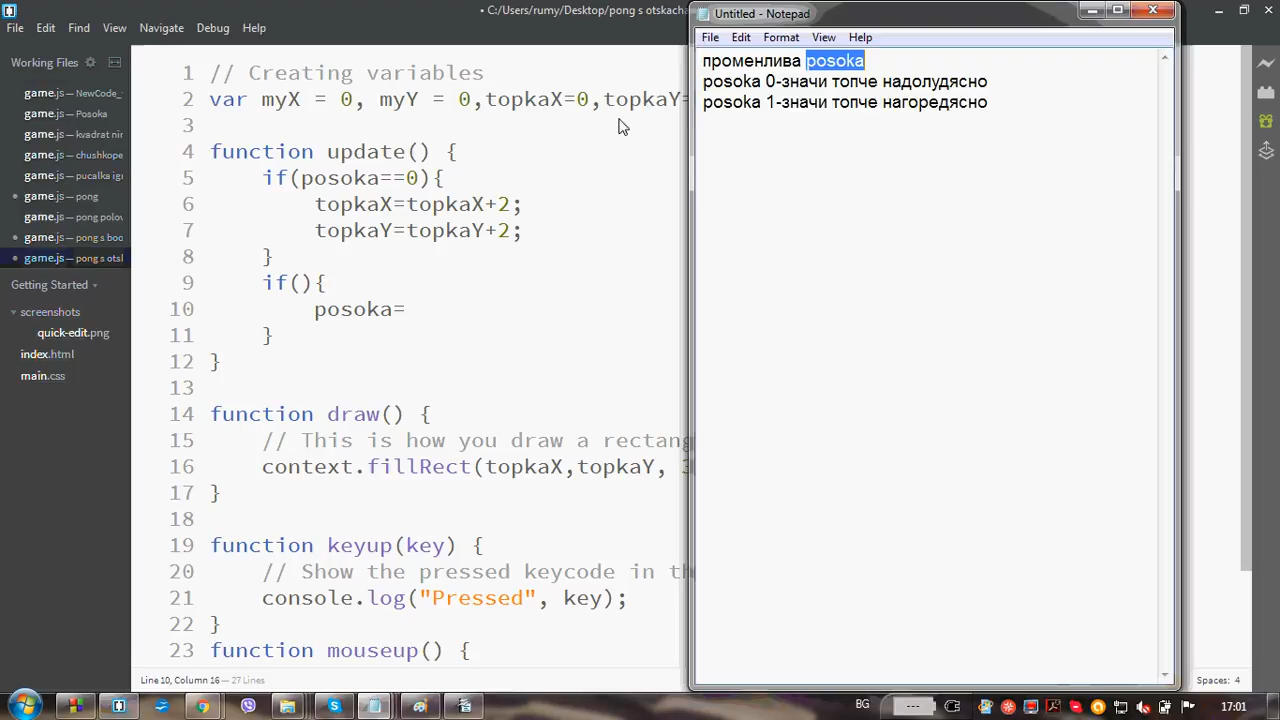 • C:/Users/rumy/Desktop/pong s otskach
Untitled - Notepad
File Edit Find View Navigate Debug Help
File Edit Format View Help
Working Files
game.js — NewCode_
game.js — Posoka
game.js — kvadrat nir
game.js — chushkope
game.js — pucalka igr
game.js — pong
game.js — pong polov
game.js — pong s boo
game.js — pong s otsk
Getting Started
screenshots
quick-edit.png
index.html
main.css
1 // Creating variables
2 var myX = 0, myY = 0,topkaX=0,topkaY=
3
4 function update() {
5 if(posoka==0){
6 topkaX=topkaX+2;
7 topkaY=topkaY+2;
8 }
9 if(){
10 posoka=
11 }
12 }
13
14 function draw() {
15 // This is how you draw a rectang
16 context.fillRect(topkaX,topkaY, 3
17 }
18
19 function keyup(key) {
20 // Show the pressed keycode in th
21 console.log("Pressed", key);
22 }
23 function mouseup() {
променлива posoka
posoka 0-значи топче надолудясно
posoka 1-значи топче нагоредясно
Line 10, Column 16 — 27 Lines
Spaces: 4
BG
17:01